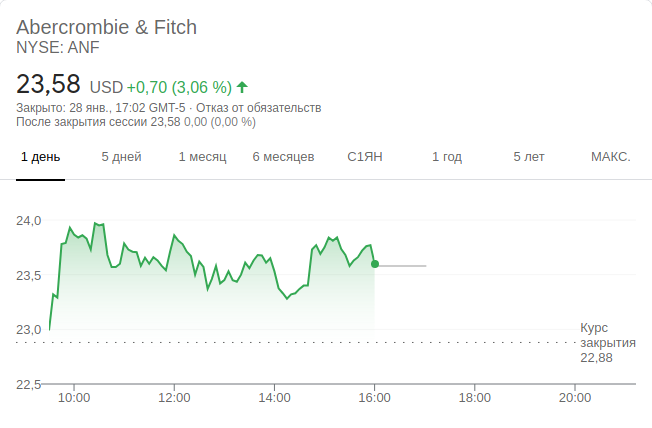 Abercrombie & Fitch
NYSE: ANF
23,58 USD +0,70 (3,06 %)
Закрыто: 28 янв., 17:02 GMT-5 · Отказ от обязательств
После закрытия сессии 23,58 0,00 (0,00 %)
1 день 5 дней 1 месяц 6 месяцев С1ЯН 1 год 5 лет МАКС.
24,0
23,5
23,0
Курс
закрытия
22,88
22,5
10:00 12:00 14:00 16:00 18:00 20:00